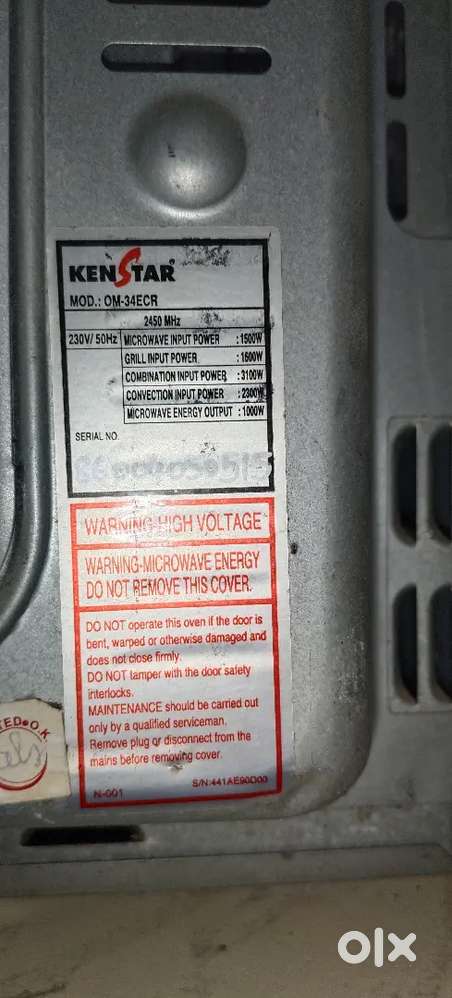 KENSTAR
MOD.: OM-34ECR
2450 MHz
230V/ 50Hz MICROWAVE INPUT POWER : 1500W
GRILL INPUT POWER : 1600W
COMBINATION INPUT POWER : 3100W
CONVECTION INPUT POWER : 2300W
MICROWAVE ENERGY OUTPUT : 1000W
SERIAL NO.
WARNING-HIGH VOLTAGE
WARNING-MICROWAVE ENERGY
DO NOT REMOVE THIS COVER.
DO NOT operate this oven if the door is
bent, warped or otherwise damaged and
does not close firmly.
DO NOT tamper with the door safety
interlocks.
MAINTENANCE should be carried out
only by a qualified serviceman.
Remove plug or disconnect from the
mains before removing cover.
N-001 S/N:441AE90D00
O.K
olx